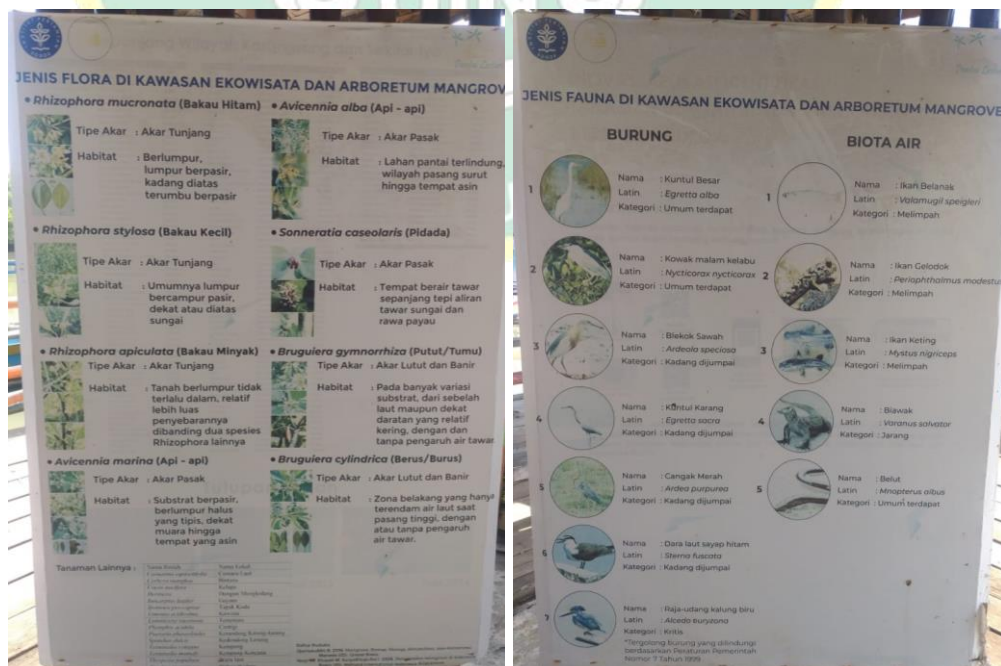 JENIS FLORA DI KAWASAN EKOWISATA DAN ARBORETUM MANGROV
• Rhizophora mucronata (Bakau Hitam)
Tipe Akar : Akar Tunjang
Habitat : Berlumpur,
lumpur berpasir,
kadang diatas
terumbu berpasir
• Rhizophora stylosa (Bakau Kecil)
Tipe Akar : Akar Tunjang
Habitat : Umumnya lumpur
bercampur pasir,
dekat atau diatas
sungai
• Rhizophora apiculata (Bakau Minyak)
Tipe Akar : Akar Tunjang
Habitat : Tanah berlumpur tidak
terlalu dalam, relatif
lebih luas
penyebarannya
dibanding dua spesies
Rhizophora lainnya
• Avicennia marina (Api - api)
Tipe Akar : Akar Pasak
Habitat : Substrat berpasir,
berlumpur halus
yang tipis, dekat
muara hingga
tempat yang asin
• Avicennia alba (Api - api)
Tipe Akar : Akar Pasak
Habitat : Lahan pantai terlindung,
wilayah pasang surut
hingga tempat asin
• Sonneratia caseolaris (Pidada)
Tipe Akar : Akar Pasak
Habitat : Tempat berair tawar
sepanjang tepi aliran
tawar sungai dan
rawa payau
• Bruguiera gymnorrhiza (Putut/Tumu)
Tipe Akar : Akar Lutut dan Banir
Habitat : Pada banyak variasi
substrat, dari sebelah
laut maupun dekat
daratan yang relatif
kering, dengan dan
tanpa pengaruh air tawar
• Bruguiera cylindrica (Berus/Burus)
Tipe Akar : Akar Lutut dan Banir
Habitat : Zona belakang yang hanya
terendam air laut saat
pasang tinggi, dengan
atau tanpa pengaruh
air tawar.
Tanaman Lainnya :
JENIS FAUNA DI KAWASAN EKOWISATA DAN ARBORETUM MANGROVE
BURUNG
1
Nama : Kuntul Besar
Latin : Egretta alba
Kategori : Umum terdapat
2
Nama : Kowak malam kelabu
Latin : Nycticorax nycticorax
Kategori : Umum terdapat
3
Nama : Blekok Sawah
Latin : Ardeola speciosa
Kategori : Kadang dijumpai
4
Nama : Kuntul Karang
Latin : Egretta sacra
Kategori : Kadang dijumpai
5
Nama : Cangak Merah
Latin : Ardea purpurea
Kategori : Kadang dijumpai
6
Nama : Dara laut sayap hitam
Latin : Sterna fuscata
Kategori : Kadang dijumpai
7
Nama : Raja-udang kalung biru
Latin : Alcedo euryzona
Kategori : Kritis
*Tergolong burung yang dilindungi
berdasarkan Peraturan Pemerintah
Nomor 7 Tahun 1999
BIOTA AIR
1
Nama : Ikan Belanak
Latin : Valamugil speigleri
Kategori : Melimpah
2
Nama : Ikan Gelodok
Latin : Periophthalmus modestu
Kategori : Melimpah
3
Nama : Ikan Keting
Latin : Mystus nigriceps
Kategori : Melimpah
4
Nama : Biawak
Latin : Varanus salvator
Kategori : Jarang
5
Nama : Belut
Latin : Mnopterus albus
Kategori : Umum terdapat